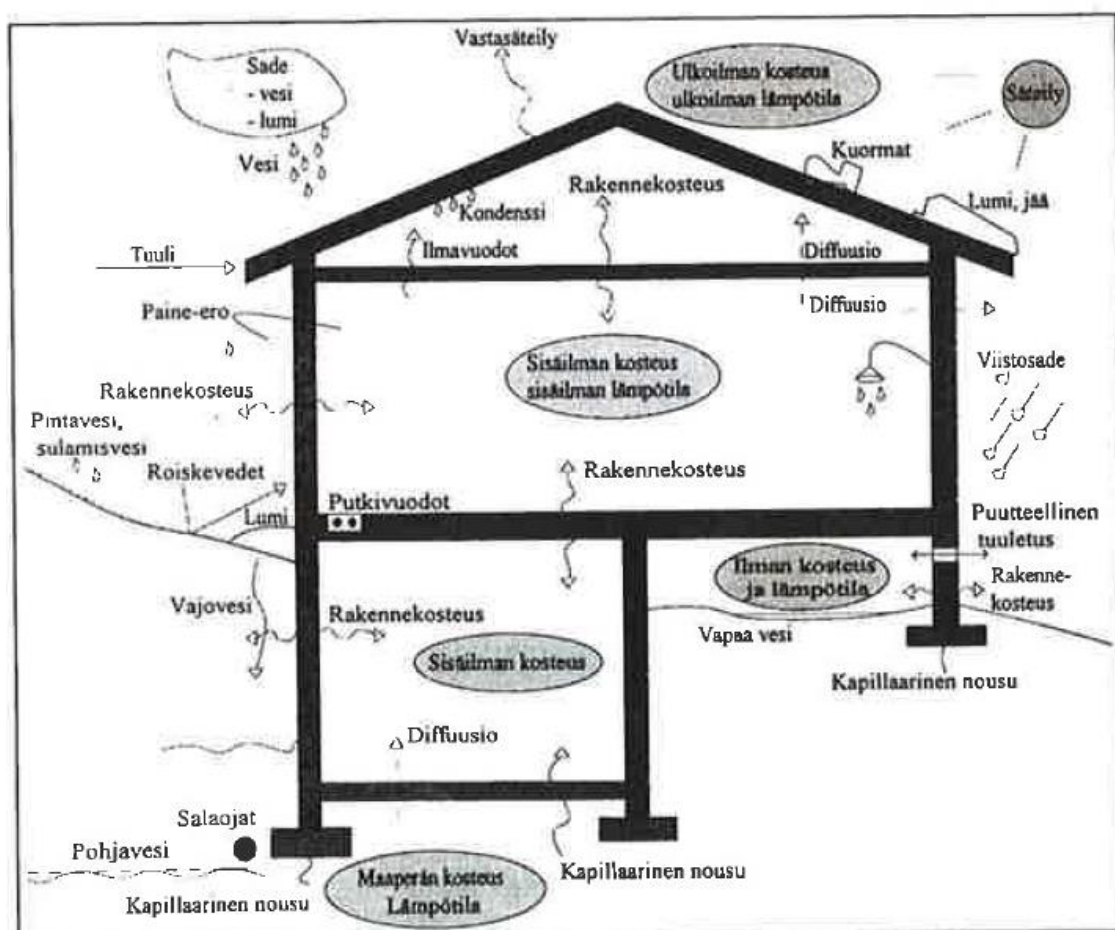 Vastasäteily
Sade
- vesi
- lumi
Vesi
Ulkoilman kosteus
ulkoilman lämpötila
Säteily
Kuormat
Rakennekosteus
Kondenssi
Lumi, jää
Tuuli
Ilmavuodot
Diffuusio
Paine-ero
Diffuusio
Sisäilman kosteus
sisäilman lämpötila
Viistosade
Rakennekosteus
Pintavesi,
sulamisvesi
Roiskevedet
Rakennekosteus
Lumi
Putkivuodot
Puutteellinen
tuuletus
Ilman kosteus
ja lämpötila
Rakenne-
kosteus
Vajovesi
Rakennekosteus
Vapaa vesi
Sisäilman kosteus
Kapillaarinen nousu
Diffuusio
Salaojat
Pohjavesi
Maaperän kosteus
Lämpötila
Kapillaarinen nousu
Kapillaarinen nousu